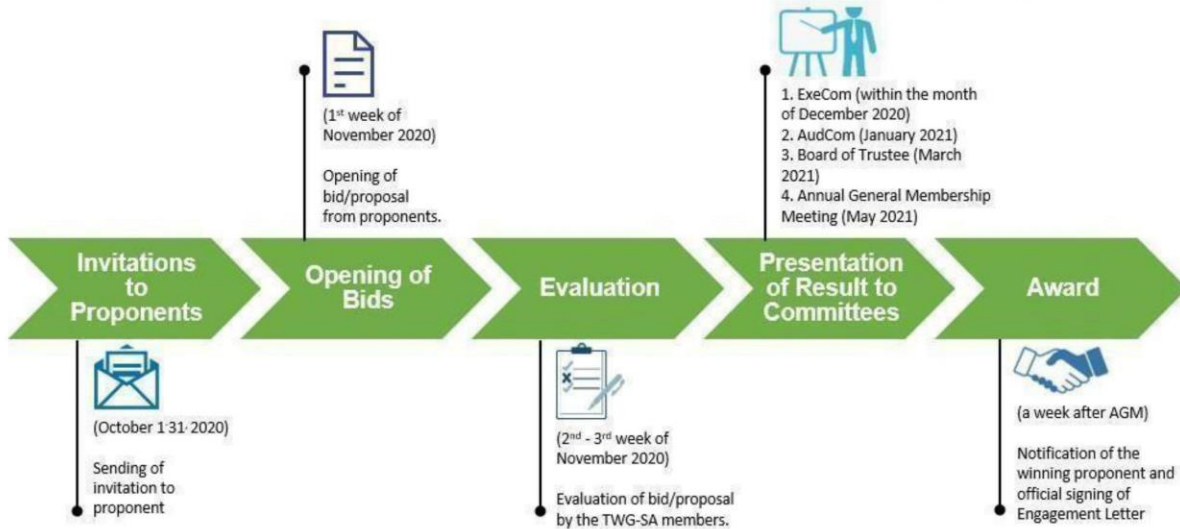 Invitations
to
Proponents
(October 1-31, 2020)
Sending of
invitation to
proponent
Opening of
Bids
(1st week of
November 2020)
Opening of
bid/proposal
from proponents.
Evaluation
(2nd - 3rd week of
November 2020)
Evaluation of bid/proposal
by the TWG-SA members.
Presentation
of Result to
Committees
1. ExeCom (within the month
of December 2020)
2. AudCom (January 2021)
3. Board of Trustee (March
2021)
4. Annual General Membership
Meeting (May 2021)
Award
(a week after AGM)
Notification of the
winning proponent and
official signing of
Engagement Letter